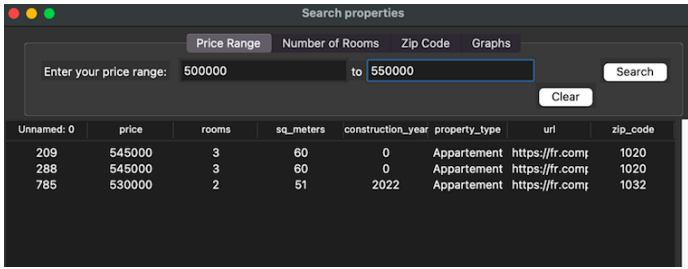 Search properties
Price Range Number of Rooms Zip Code Graphs
Enter your price range: 500000 to 550000 Search
Clear
Unnamed: 0 price rooms sq_meters construction_year property_type url zip_code
209 545000 3 60 0 Appartement https://fr.comp 1020
288 545000 3 60 0 Appartement https://fr.comp 1020
785 530000 2 51 2022 Appartement https://fr.comp 1032